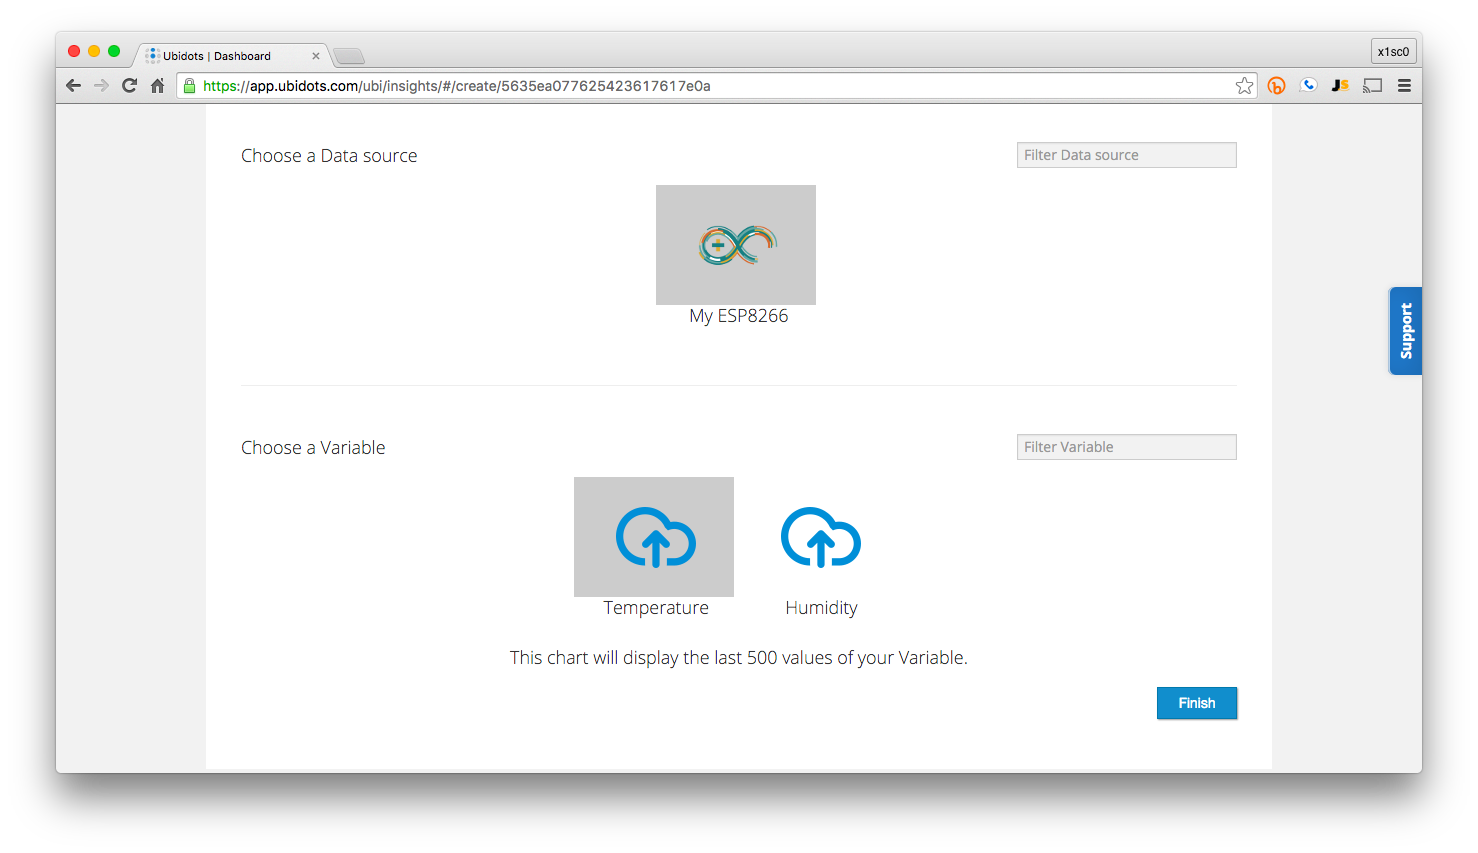 Ubidots | Dashboard
x1sc0
https://app.ubidots.com/ubi/insights/#/create/5635ea077625423617617e0a
JS
Choose a Data source
Filter Data source
My ESP8266
Support
Choose a Variable
Filter Variable
Temperature
Humidity
This chart will display the last 500 values of your Variable.
Finish